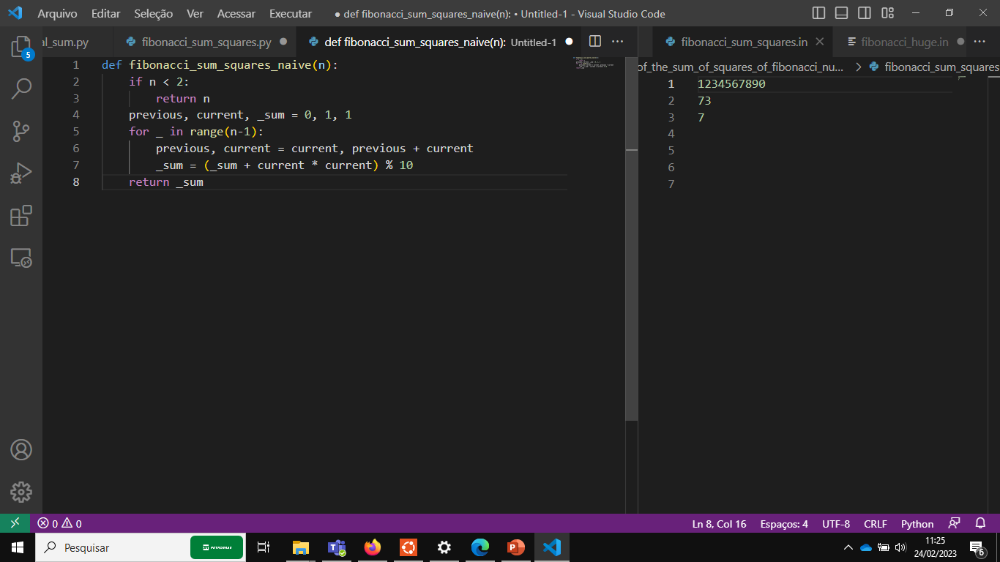 Arquivo Editar Seleção Ver Acessar Executar ● def fibonacci_sum_squares_naive(n): • Untitled-1 - Visual Studio Code
al_sum.py fibonacci_sum_squares.py ● def fibonacci_sum_squares_naive(n): Untitled-1 ● ··· fibonacci_sum_squares.in fibonacci_huge.in ● ···
5
of_the_sum_of_squares_of_fibonacci_nu... > fibonacci_sum_squares
1 def fibonacci_sum_squares_naive(n):
2 if n < 2:
3 return n
4 previous, current, _sum = 0, 1, 1
5 for _ in range(n-1):
6 previous, current = current, previous + current
7 _sum = (_sum + current * current) % 10
8 return _sum
1 1234567890
2 73
3 7
4
5
6
7
0 0 Ln 8, Col 16 Espaços: 4 UTF-8 CRLF Python
Pesquisar PETROBRAS 11:25
24/02/2023 6